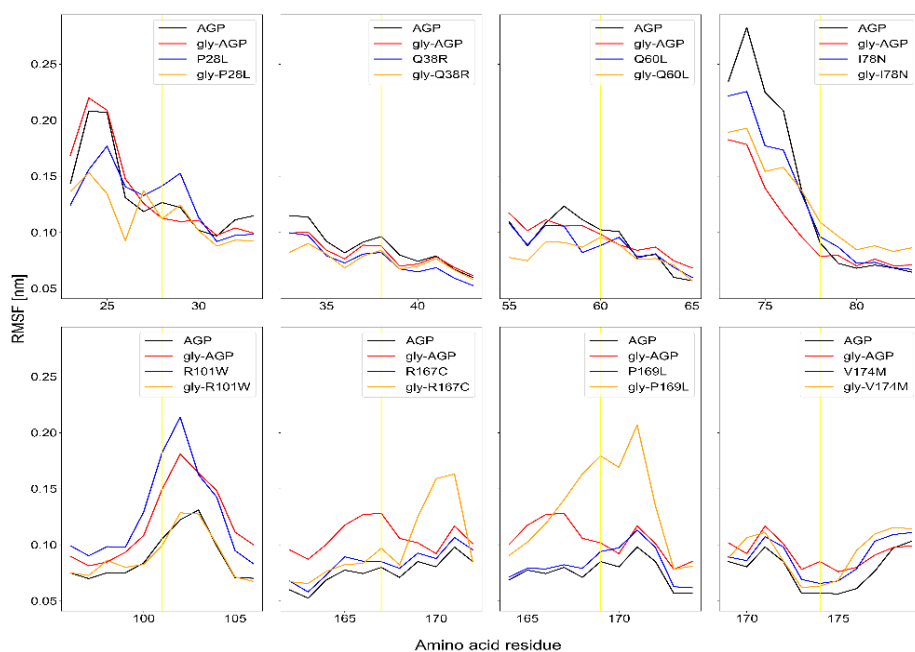 AGP
gly-AGP
P28L
gly-P28L
AGP
gly-AGP
Q38R
gly-Q38R
AGP
gly-AGP
Q60L
gly-Q60L
AGP
gly-AGP
I78N
gly-I78N
0.25
0.20
0.15
0.10
0.05
25 30
35 40
55 60 65
75 80
RMSF [nm]
AGP
gly-AGP
R101W
gly-R101W
AGP
gly-AGP
R167C
gly-R167C
AGP
gly-AGP
P169L
gly-P169L
AGP
gly-AGP
V174M
gly-V174M
0.25
0.20
0.15
0.10
0.05
100 105
165 170
165 170
170 175
Amino acid residue